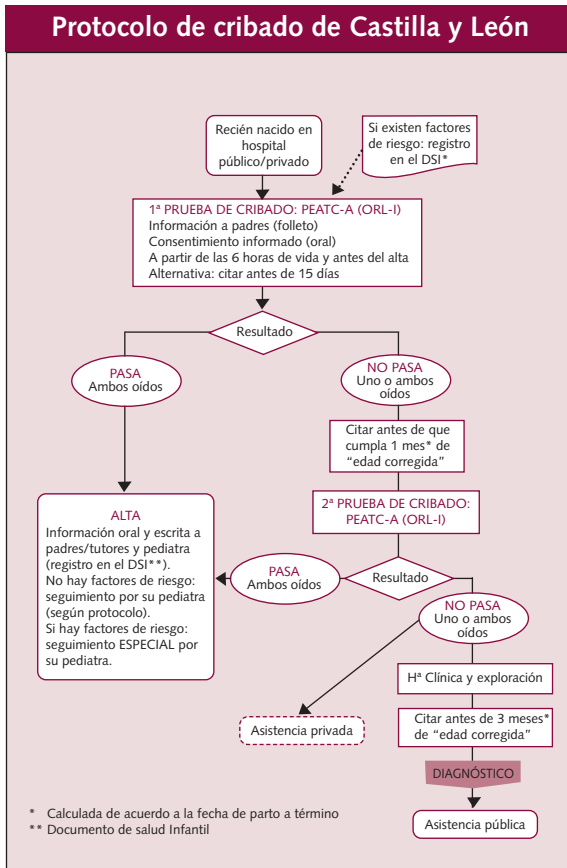 Protocolo de cribado de Castilla y León
Recién nacido en
hospital
público/privado
Si existen factores
de riesgo: registro
en el DSI*
1ª PRUEBA DE CRIBADO: PEATC-A (ORL-I)
Información a padres (folleto)
Consentimiento informado (oral)
A partir de las 6 horas de vida y antes del alta
Alternativa: citar antes de 15 días
Resultado
PASA
Ambos oídos
NO PASA
Uno o ambos
oídos
Citar antes de que
cumpla 1 mes* de
“edad corregida”
2ª PRUEBA DE CRIBADO:
PEATC-A (ORL-I)
ALTA
Información oral y escrita a
padres/tutores y pediatra
(registro en el DSI**).
No hay factores de riesgo:
seguimiento por su pediatra
(según protocolo).
Si hay factores de riesgo:
seguimiento ESPECIAL por
su pediatra.
PASA
Ambos oídos
Resultado
NO PASA
Uno o ambos
oídos
Hª Clínica y exploración
Asistencia privada
Citar antes de 3 meses*
de “edad corregida”
DIAGNÓSTICO
Asistencia pública
* Calculada de acuerdo a la fecha de parto a término
** Documento de salud Infantil